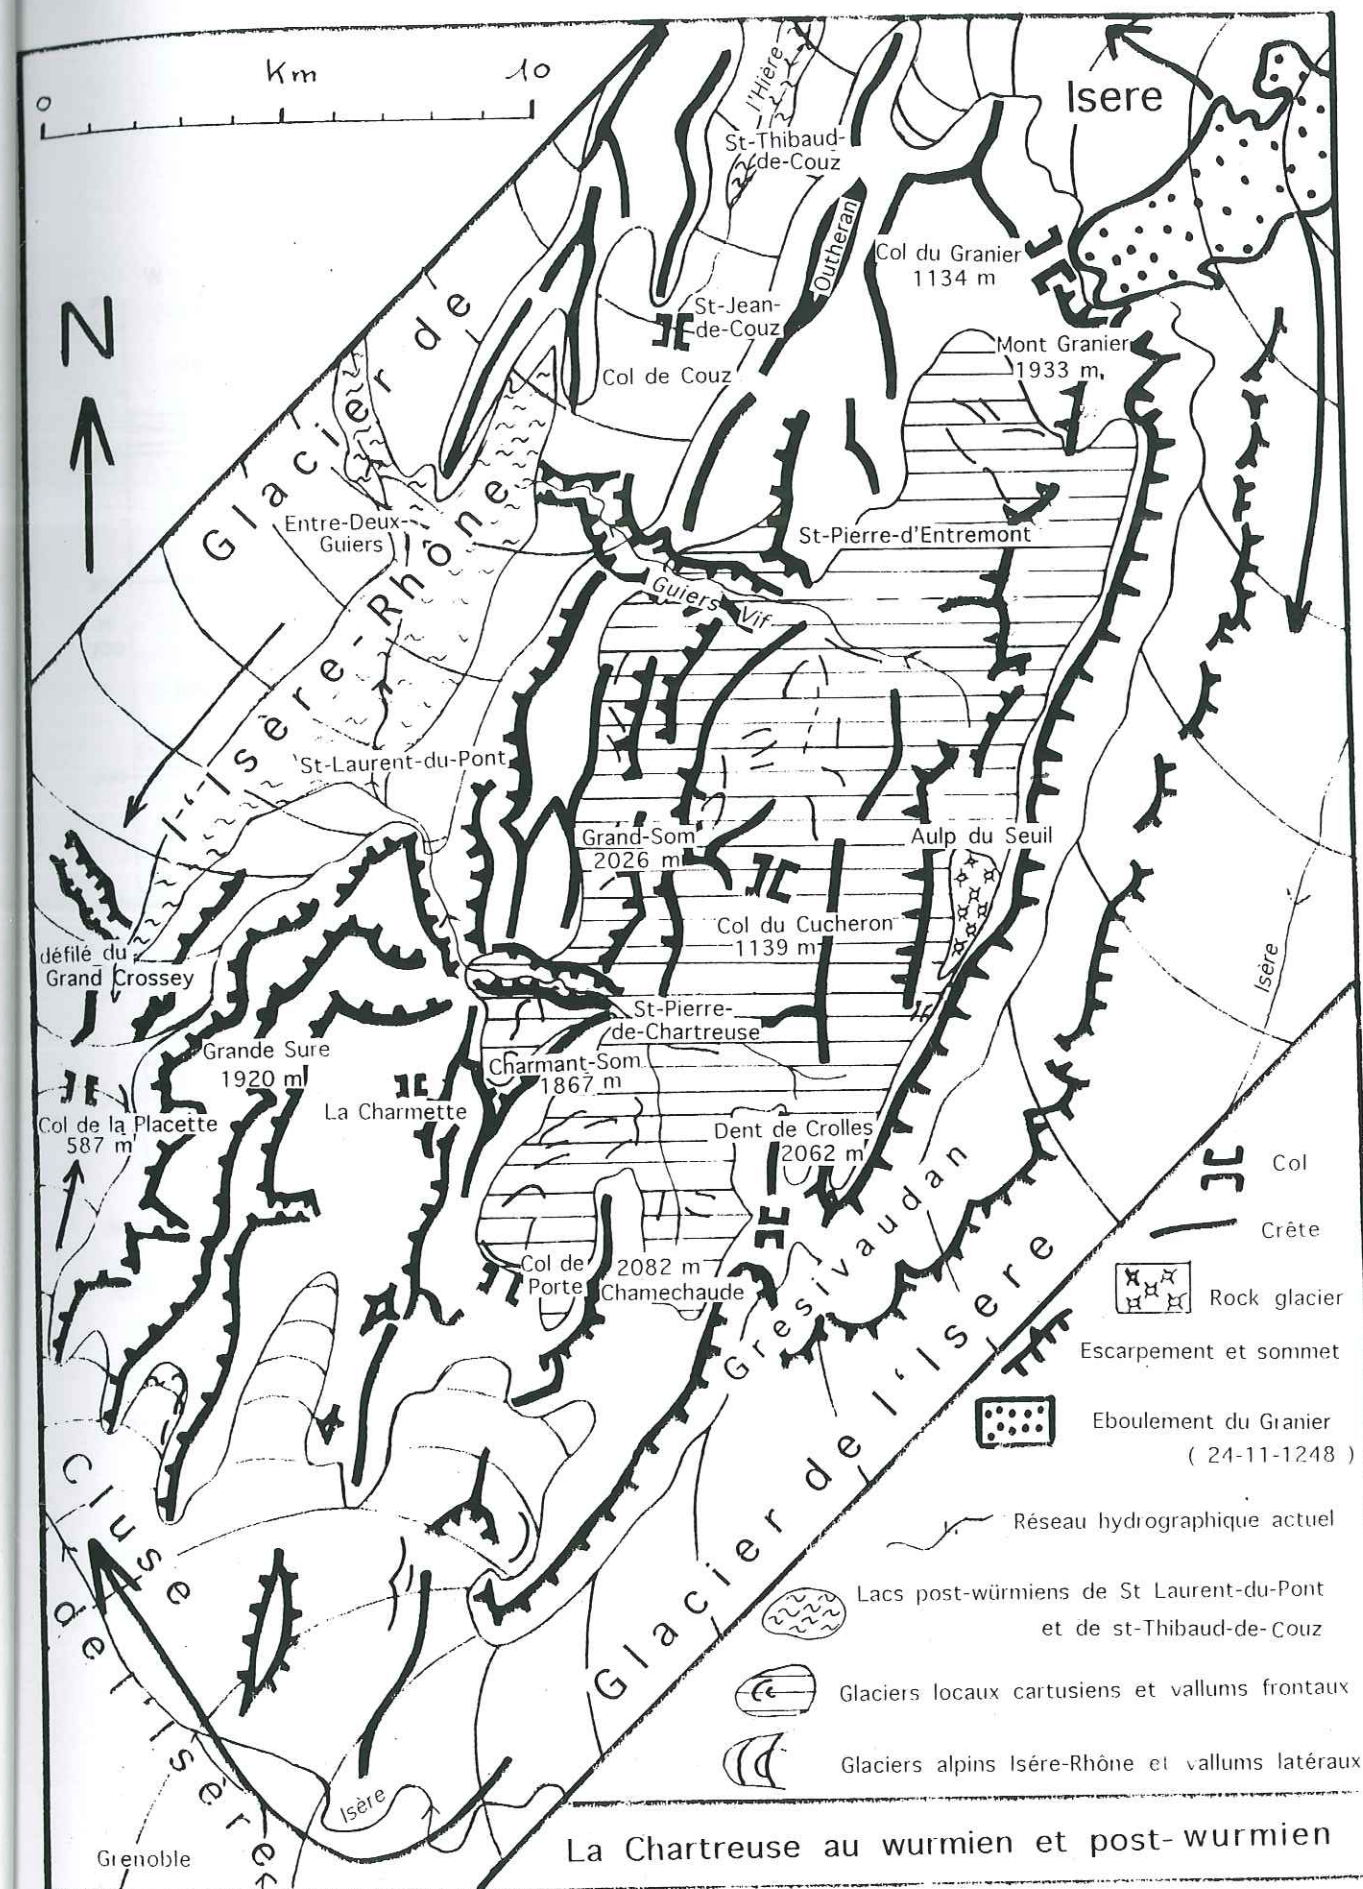 Km
0 10
N
l'Hière
Isere
St-Thibaud-
de-Couz
Outheran
Col du Granier
1134 m
St-Jean-
de-Couz
Mont Granier
1933 m
Col de Couz
Glacier de l'Isère-Rhône
Entre-Deux-
Guiers
St-Pierre-d'Entremont
Guiers Vif
St-Laurent-du-Pont
Grand-Som
2026 m
Aulp du Seuil
Col du Cucheron
1139 m
défilé du
Grand Crossey
Isère
St-Pierre-
de-Chartreuse
Grande Sure
1920 m
Charmant-Som
1867 m
La Charmette
Col de la Placette
587 m
Dent de Crolles
2062 m
Col de
Porte
2082 m
Chamechaude
Gresivaudan
Glacier de l'Isere
Cluse de l'Isère
Isère
Grenoble
Col
Crête
Rock glacier
Escarpement et sommet
Eboulement du Granier
( 24-11-1248 )
Réseau hydrographique actuel
Lacs post-würmiens de St Laurent-du-Pont
et de st-Thibaud-de-Couz
Glaciers locaux cartusiens et vallums frontaux
Glaciers alpins Isére-Rhône et vallums latéraux
La Chartreuse au wurmien et post-wurmien